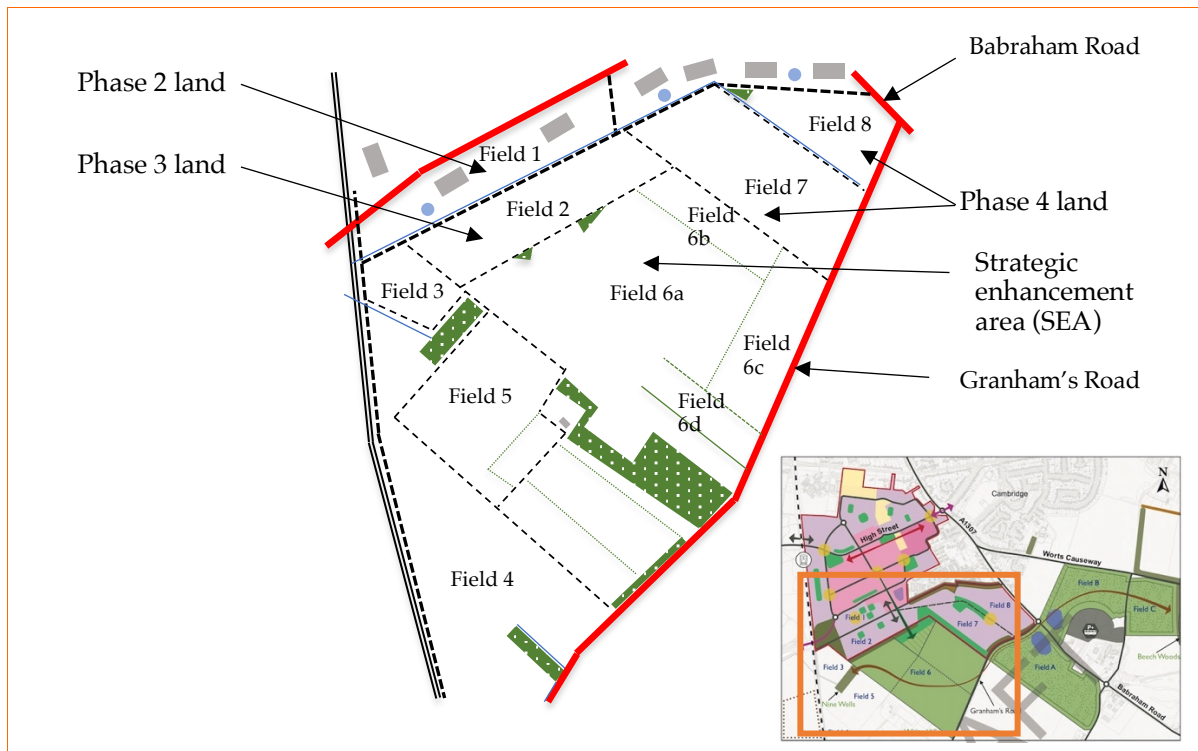 Babraham Road
Phase 2 land
Field 8
Field 1
Phase 3 land
Field 7
Phase 4 land
Field 2
Field
6b
Strategic
enhancement
area (SEA)
Field 3
Field 6a
Field
6c
Granham's Road
Field 5
Field
6d
Field 4
N
Cambridge
High Street
A1307
Worts Causeway
Field B
Field C
Field 1
Field 8
Field 7
Field 2
Beech Woods
Field A
Field 3
Field 6
Field 5
Nine Wells
Granham's Road
Babraham Road